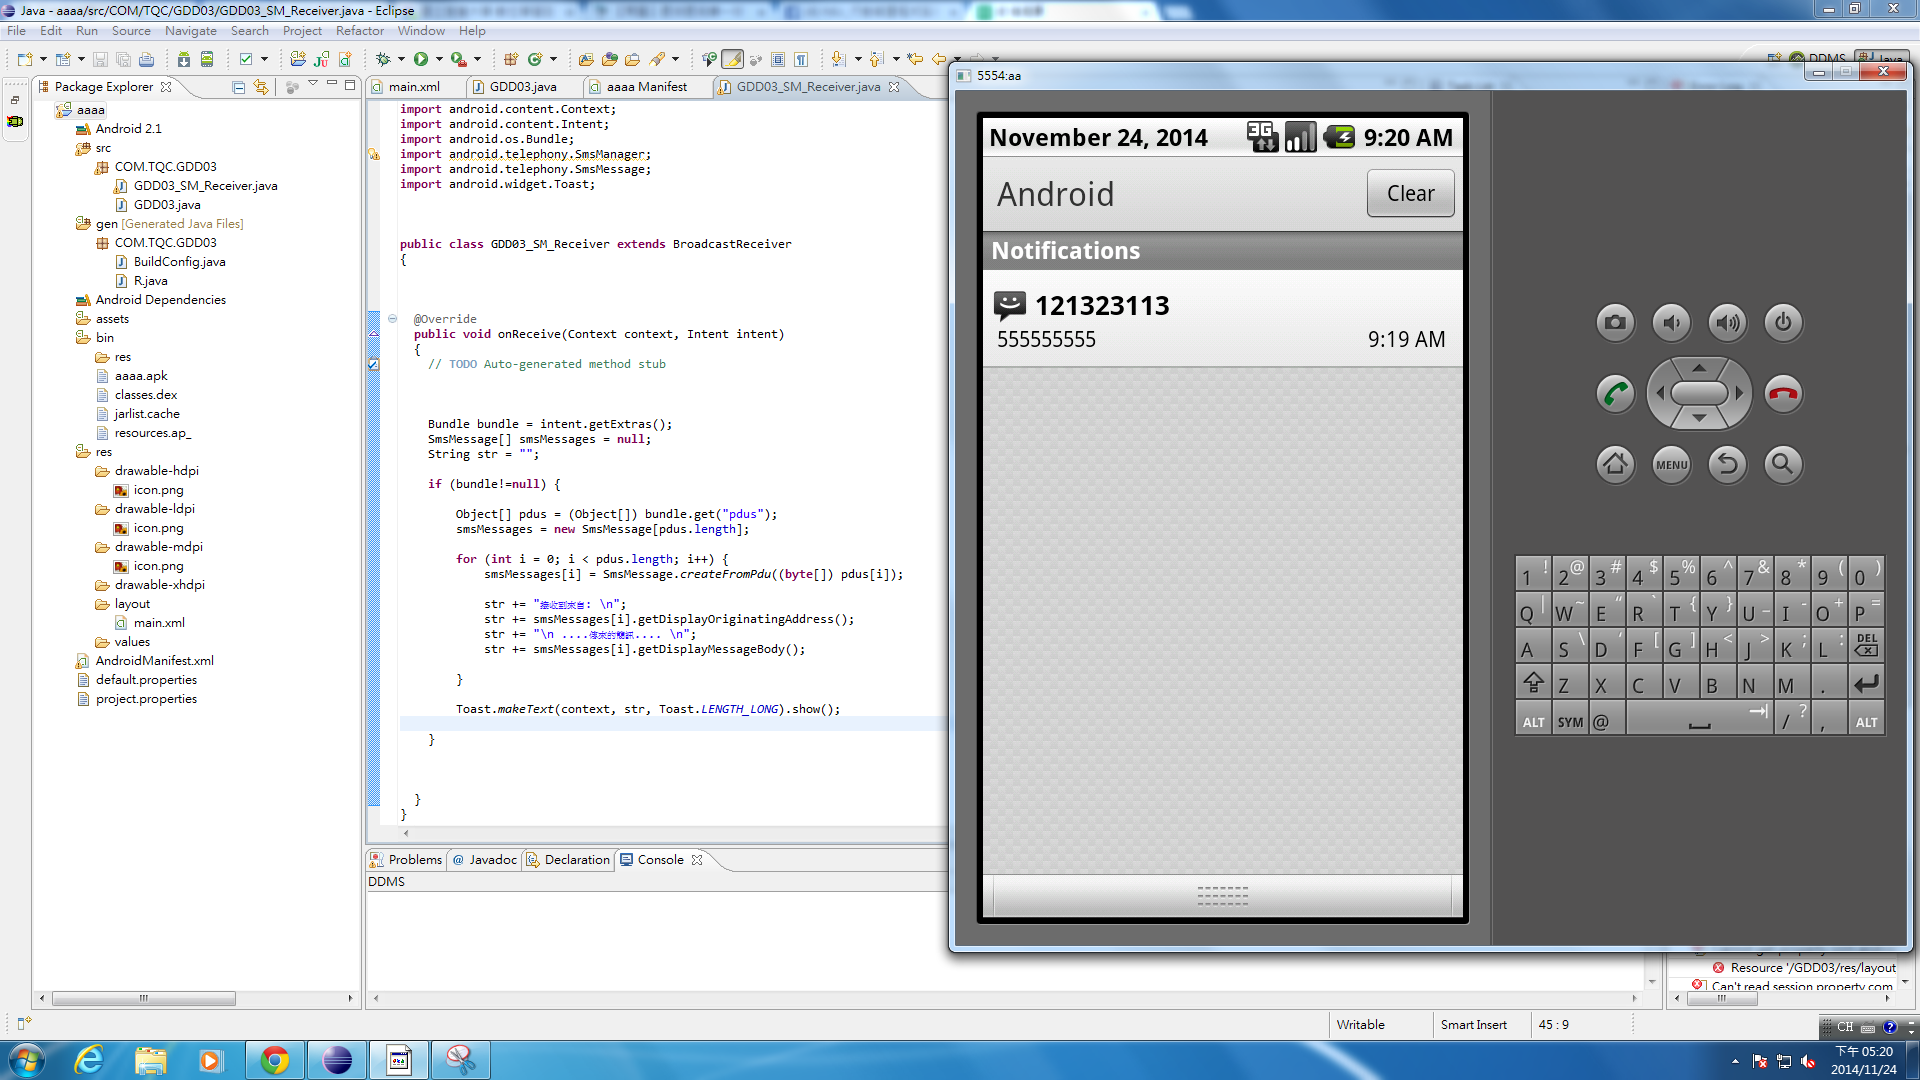 Java - aaaa/src/COM/TQC/GDD03/GDD03_SM_Receiver.java - Eclipse
File Edit Run Source Navigate Search Project Refactor Window Help
DDMS Java
Package Explorer
aaaa
Android 2.1
src
COM.TQC.GDD03
GDD03_SM_Receiver.java
GDD03.java
gen [Generated Java Files]
COM.TQC.GDD03
BuildConfig.java
R.java
Android Dependencies
assets
bin
res
aaaa.apk
classes.dex
jarlist.cache
resources.ap_
res
drawable-hdpi
icon.png
drawable-ldpi
icon.png
drawable-mdpi
icon.png
drawable-xhdpi
layout
main.xml
values
AndroidManifest.xml
default.properties
project.properties
main.xml GDD03.java aaaa Manifest GDD03_SM_Receiver.java
import android.content.Context;
import android.content.Intent;
import android.os.Bundle;
import android.telephony.SmsManager;
import android.telephony.SmsMessage;
import android.widget.Toast;
public class GDD03_SM_Receiver extends BroadcastReceiver
{
@Override
public void onReceive(Context context, Intent intent)
{
// TODO Auto-generated method stub
Bundle bundle = intent.getExtras();
SmsMessage[] smsMessages = null;
String str = "";
if (bundle!=null) {
Object[] pdus = (Object[]) bundle.get("pdus");
smsMessages = new SmsMessage[pdus.length];
for (int i = 0; i < pdus.length; i++) {
smsMessages[i] = SmsMessage.createFromPdu((byte[]) pdus[i]);
str += "接收到來自: \n";
str += smsMessages[i].getDisplayOriginatingAddress();
str += "\n ....傳來的簡訊.... \n";
str += smsMessages[i].getDisplayMessageBody();
}
Toast.makeText(context, str, Toast.LENGTH_LONG).show();
}
}
}
Problems @ Javadoc Declaration Console
DDMS
5554:aa
November 24, 2014 3G 9:20 AM
Android Clear
Notifications
121323113
555555555 9:19 AM
MENU
1 ! 2 @ 3 # 4 $ 5 % 6 ^ 7 & 8 * 9 ( 0 )
Q | W ~ E “ R ` T { Y } U _ I - O + P =
A S \ D ‘ F [ G ] H < J > K ; L : DEL
Z X C V B N M .
ALT SYM @ / ? , ALT
Resource '/GDD03/res/layout
Can't read session property com
Writable Smart Insert 45 : 9
CH
下午 05:20
2014/11/24